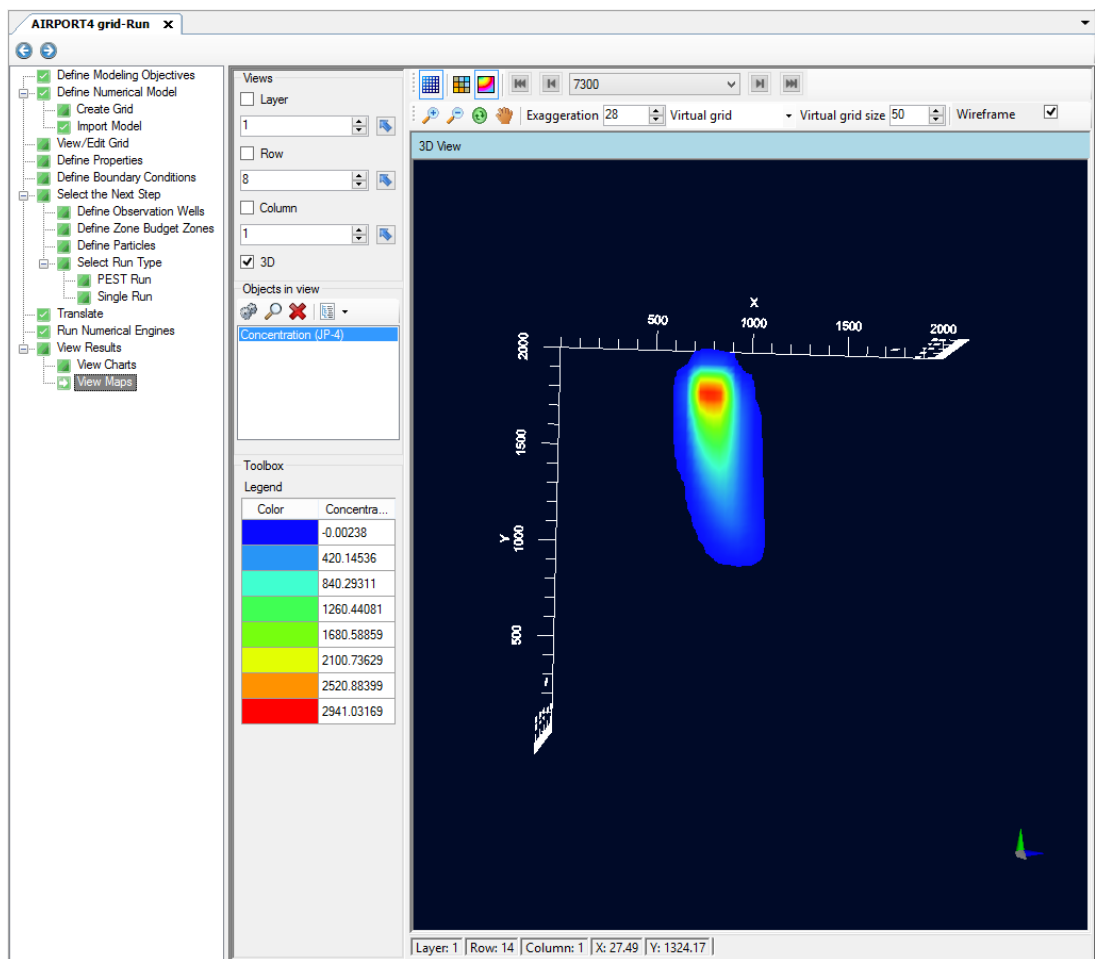 AIRPORT4 grid-Run x
Define Modeling Objectives
Define Numerical Model
Create Grid
Import Model
View/Edit Grid
Define Properties
Define Boundary Conditions
Select the Next Step
Define Observation Wells
Define Zone Budget Zones
Define Particles
Select Run Type
PEST Run
Single Run
Translate
Run Numerical Engines
View Results
View Charts
View Maps
Views
Layer
1
Row
8
Column
1
3D
Objects in view
Concentration (JP-4)
Toolbox
Legend
Color Concentra...
-0.00238
420.14536
840.29311
1260.44081
1680.58859
2100.73629
2520.88399
2941.03169
7300
Exaggeration 28 Virtual grid Virtual grid size 50 Wireframe
3D View
X
500 1000 1500 2000
2000
1500
Y
1000
500
Layer: 1 Row: 14 Column: 1 X: 27.49 Y: 1324.17